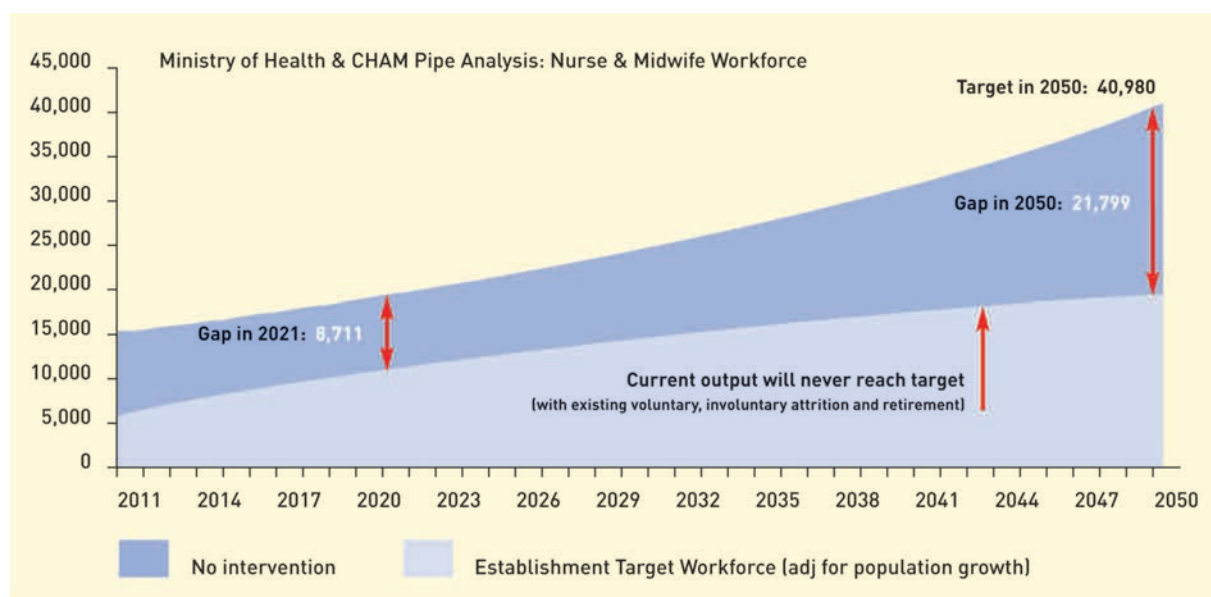 Ministry of Health & CHAM Pipe Analysis: Nurse & Midwife Workforce
45,000
40,000
35,000
30,000
25,000
20,000
15,000
10,000
5,000
0
Target in 2050: 40,980
Gap in 2050: 21,799
Gap in 2021: 8,711
Current output will never reach target
(with existing voluntary, involuntary attrition and retirement)
2011 2014 2017 2020 2023 2026 2029 2032 2035 2038 2041 2044 2047 2050
No intervention
Establishment Target Workforce (adj for population growth)